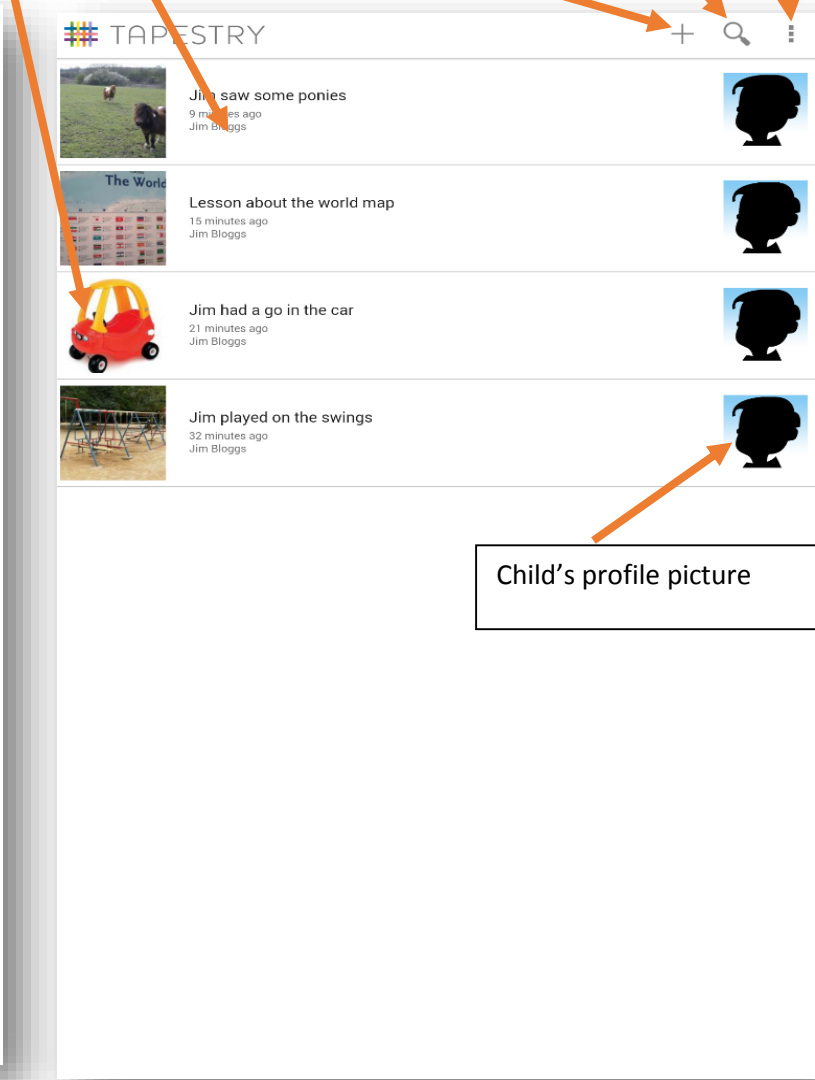 TAPESTRY
Jim saw some ponies
9 minutes ago
Jim Bloggs
The World
Lesson about the world map
15 minutes ago
Jim Bloggs
Jim had a go in the car
21 minutes ago
Jim Bloggs
Jim played on the swings
32 minutes ago
Jim Bloggs
Child’s profile picture